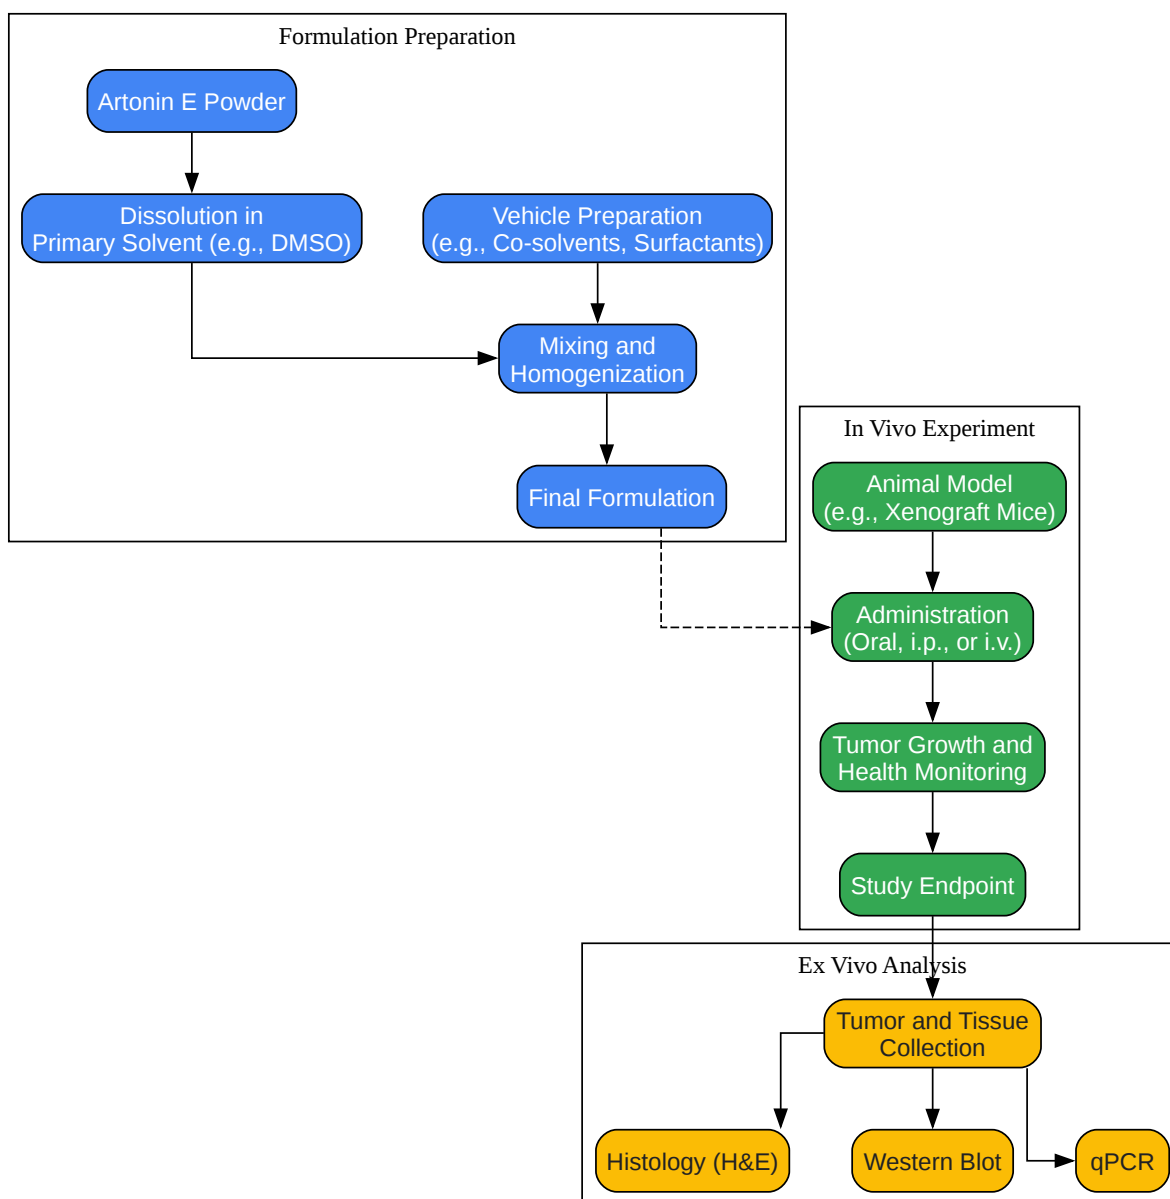 Formulation Preparation
Artonin E Powder
Dissolution in
Primary Solvent (e.g., DMSO)
Vehicle Preparation
(e.g., Co-solvents, Surfactants)
Mixing and
Homogenization
Final Formulation
In Vivo Experiment
Animal Model
(e.g., Xenograft Mice)
Administration
(Oral, i.p., or i.v.)
Tumor Growth and
Health Monitoring
Study Endpoint
Ex Vivo Analysis
Tumor and Tissue
Collection
Histology (H&E)
Western Blot
qPCR